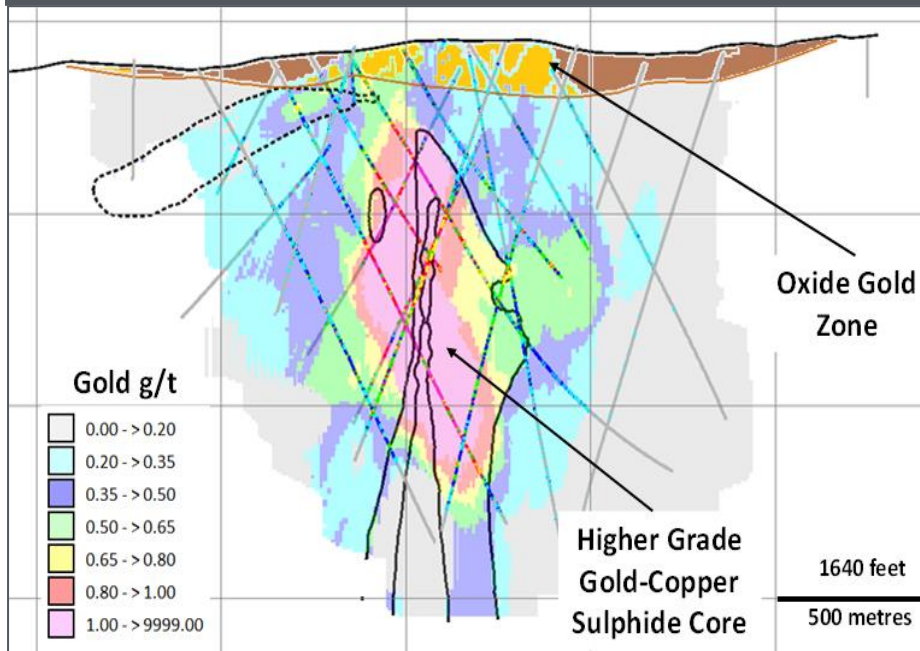 Oxide Gold
Zone
Gold g/t
0.00 - > 0.20
0.20 - > 0.35
0.35 - > 0.50
0.50 - > 0.65
0.65 - > 0.80
0.80 - > 1.00
1.00 - > 9999.00
Higher Grade
Gold-Copper
Sulphide Core
1640 feet
500 metres